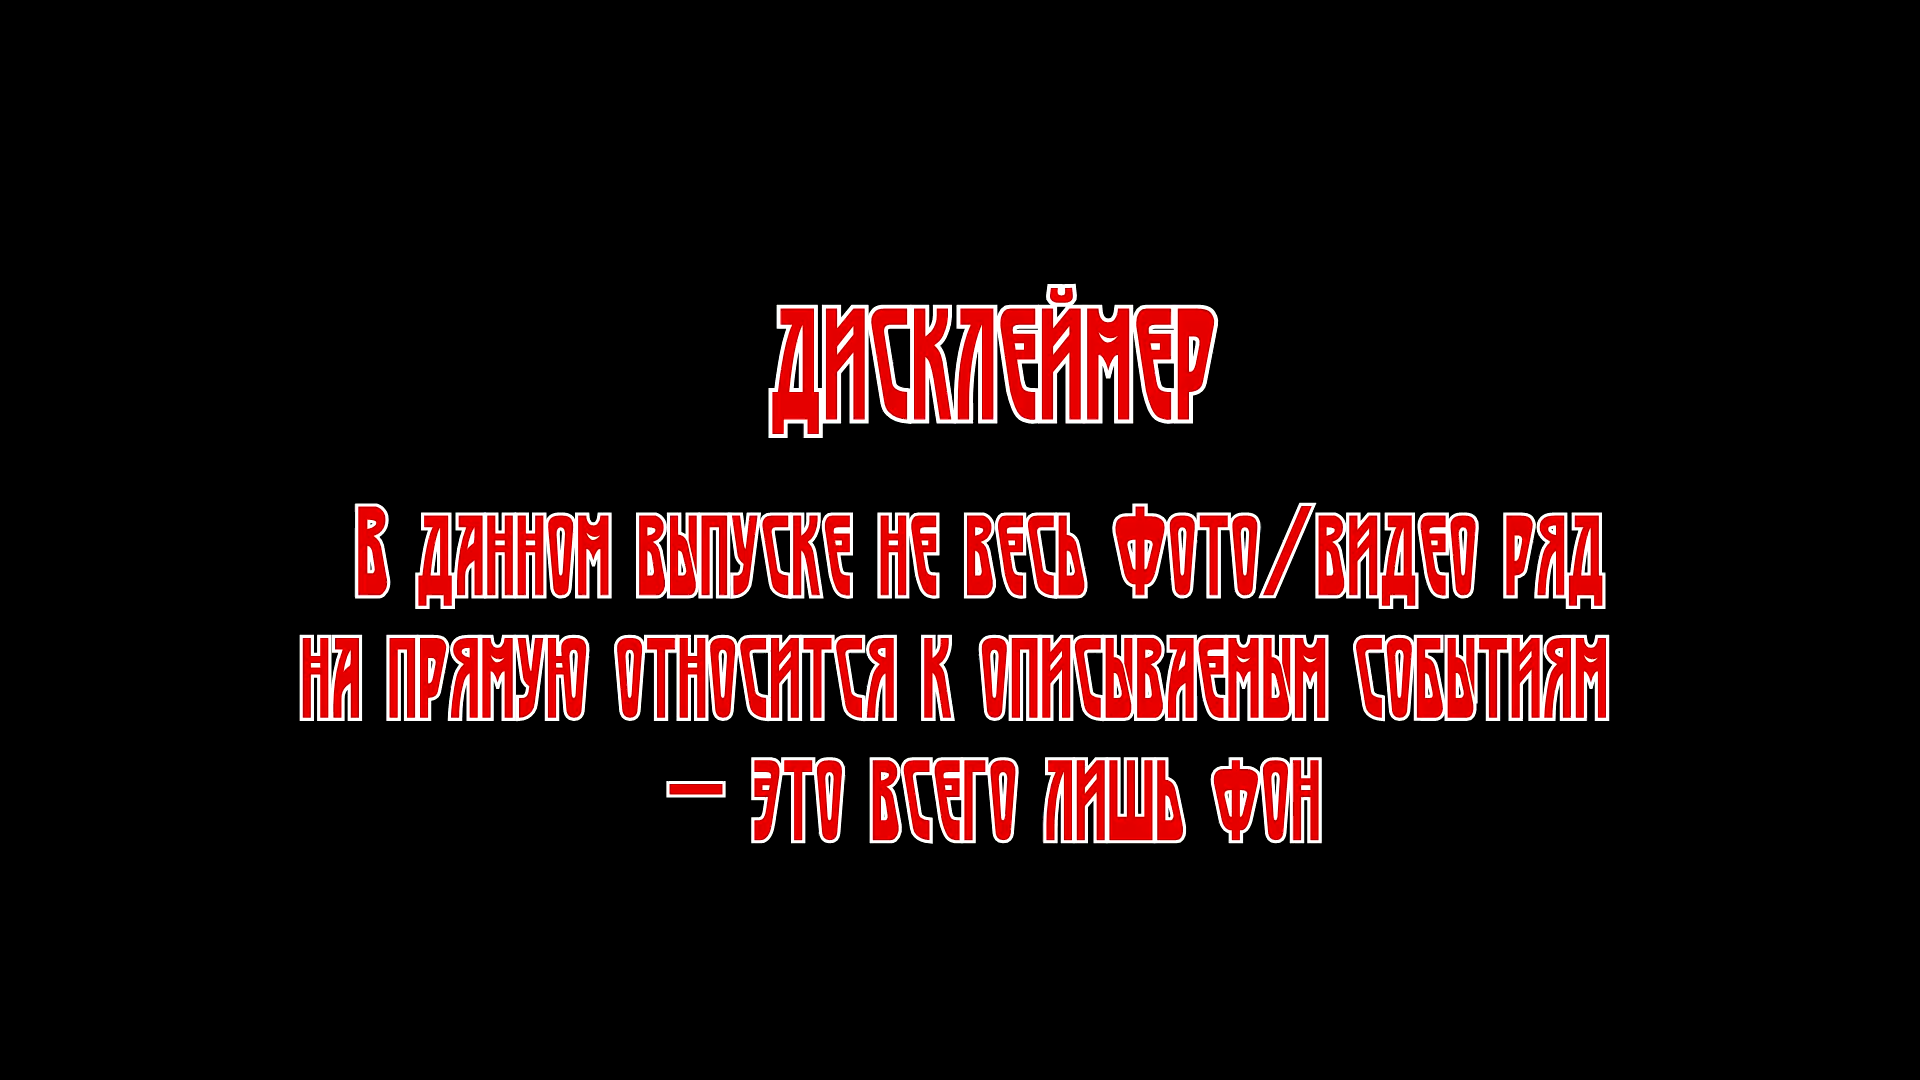 ДИСКЛЕЙМЕР
В ДАННОМ ВЫПУСКЕ НЕ ВЕСЬ ФОТО/ВИДЕО РЯД
НА ПРЯМУЮ ОТНОСИТСЯ К ОПИСЫВАЕМЫМ СОБЫТИЯМ
— ЭТО ВСЕГО ЛИШЬ ФОН